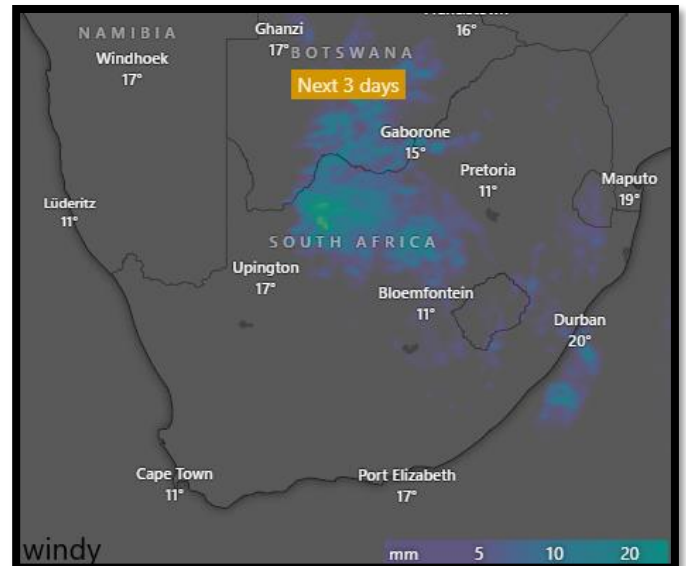 NAMIBIA
Windhoek
17°
Ghanzi
17°
BOTSWANA
16°
Next 3 days
Gaborone
15°
Pretoria
11°
Maputo
19°
Lüderitz
11°
SOUTH AFRICA
Upington
17°
Bloemfontein
11°
Durban
20°
Cape Town
11°
Port Elizabeth
17°
windy
mm 5 10 20